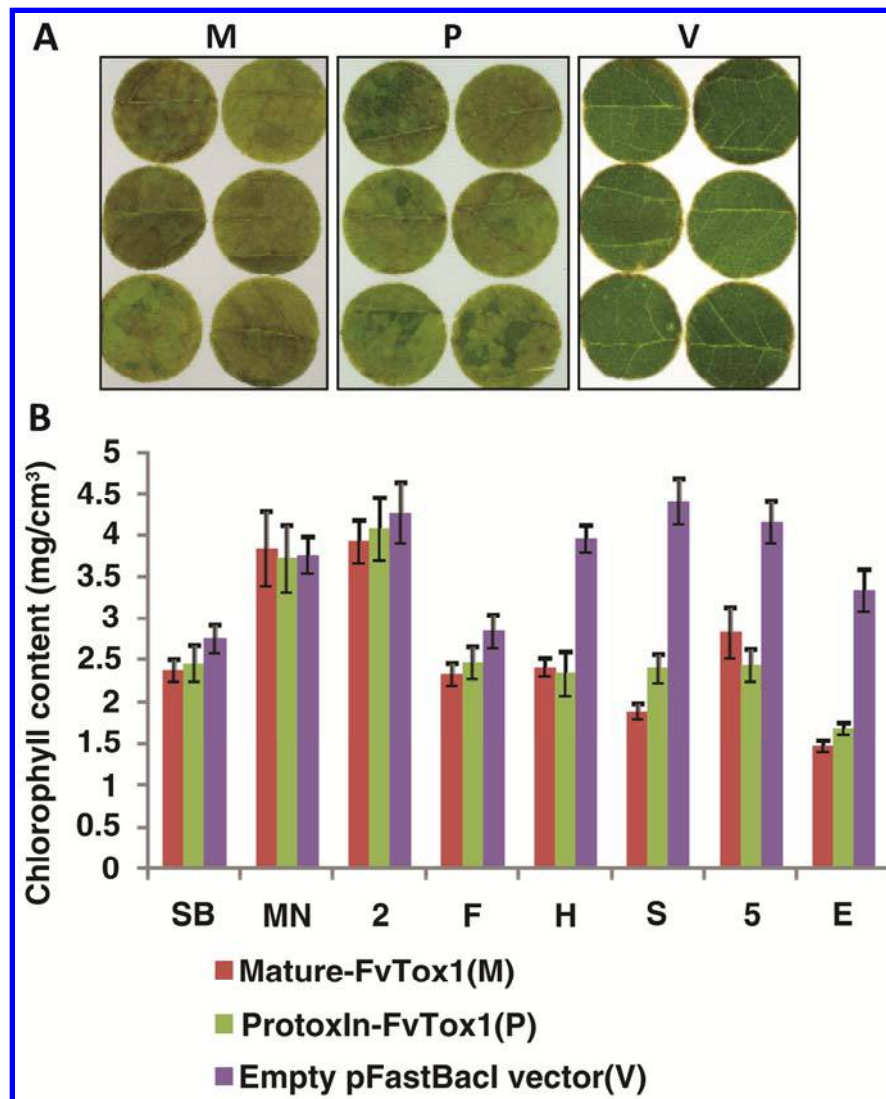 A
M P V
B
Chlorophyll content (mg/cm³)
5
4.5
4
3.5
3
2.5
2
1.5
1
0.5
0
SB MN 2 F H S 5 E
Mature-FvTox1(M)
ProtoxIn-FvTox1(P)
Empty pFastBacI vector(V)